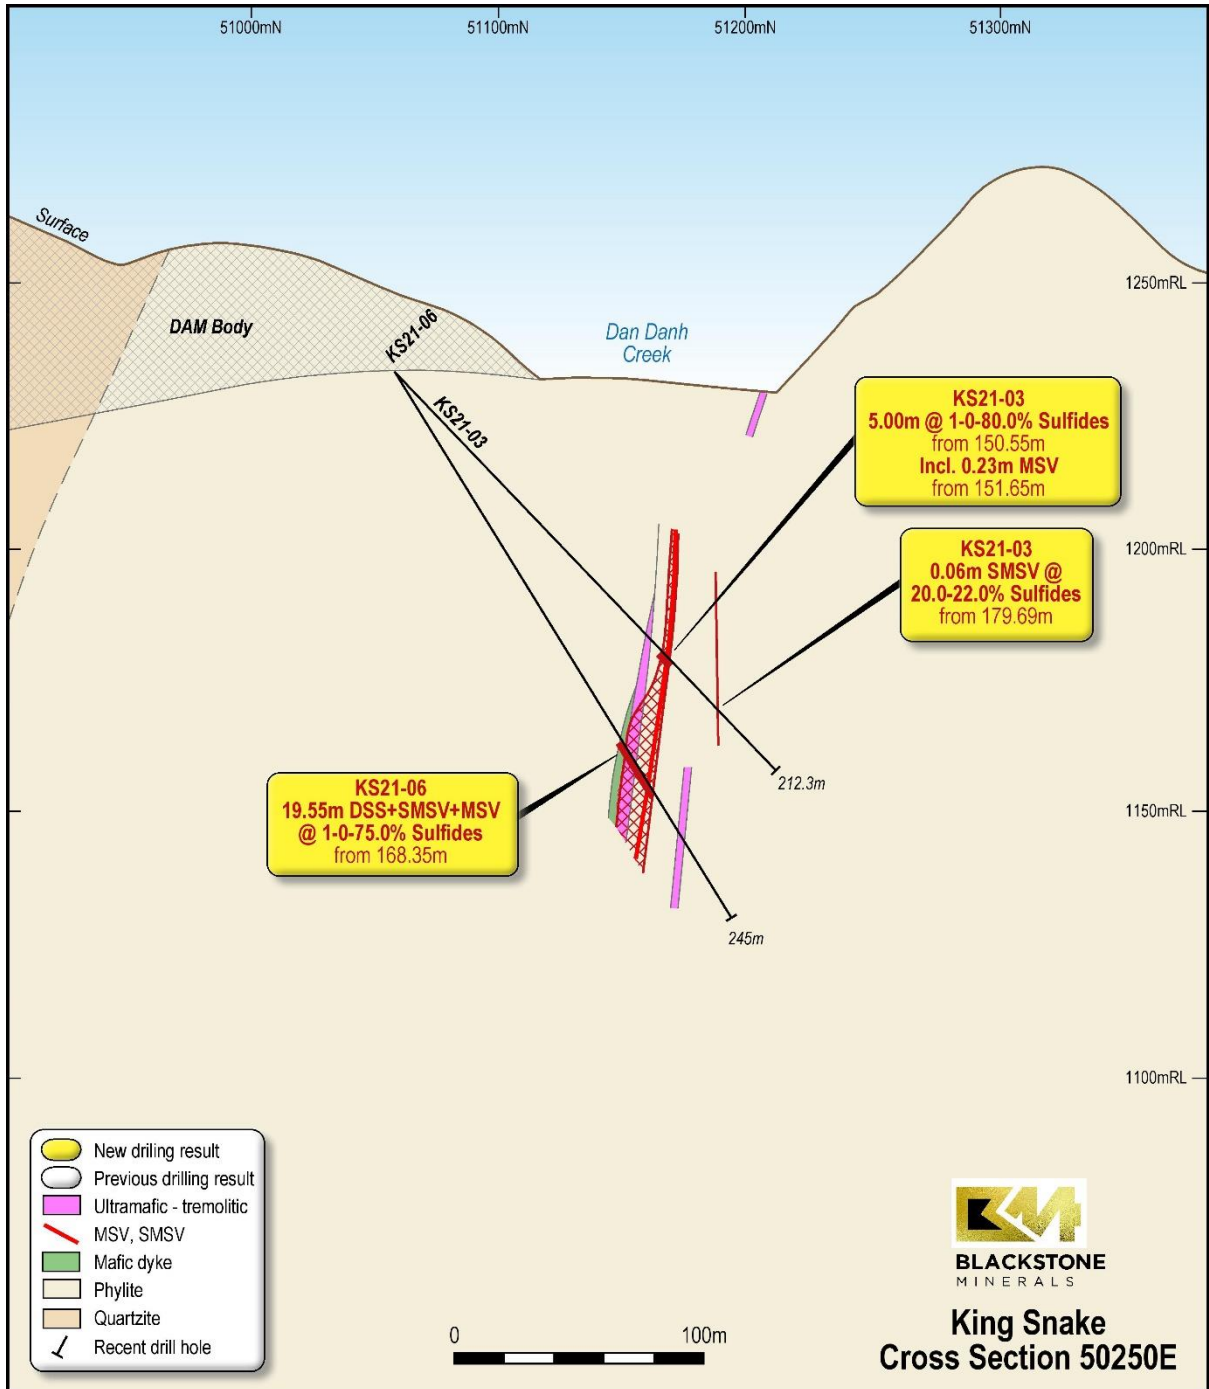 51000mN
51100mN
51200mN
51300mN
Surface
1250mRL
DAM Body
KS21-06
Dan Danh
Creek
KS21-03
KS21-03
5.00m @ 1-0-80.0% Sulfides
from 150.55m
Incl. 0.23m MSV
from 151.65m
1200mRL
KS21-03
0.06m SMSV @
20.0-22.0% Sulfides
from 179.69m
212.3m
KS21-06
19.55m DSS+SMSV+MSV
@ 1-0-75.0% Sulfides
from 168.35m
1150mRL
245m
1100mRL
New driling result
Previous drilling result
Ultramafic - tremolitic
MSV, SMSV
Mafic dyke
Phylite
Quartzite
Recent drill hole
0
100m
BM
BLACKSTONE
MINERALS
King Snake
Cross Section 50250E